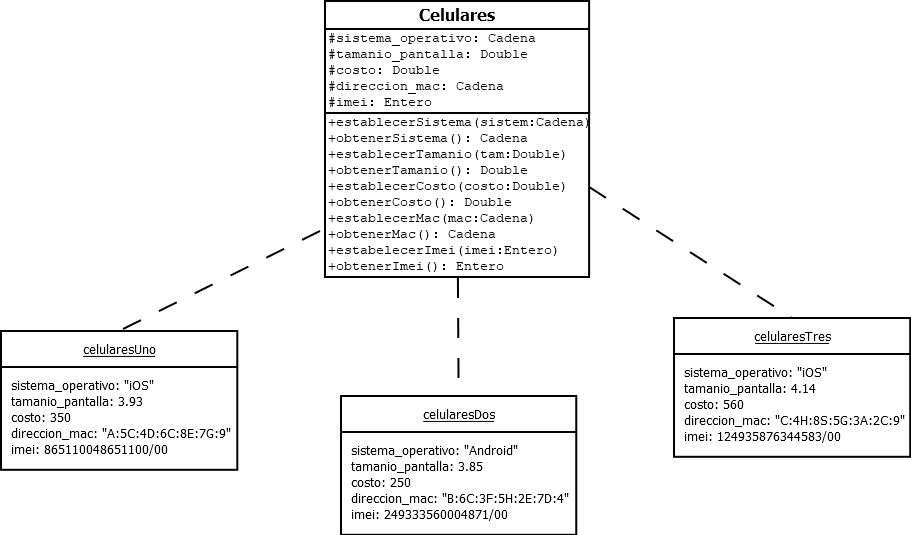 Celulares
#sistema_operativo: Cadena
#tamanio_pantalla: Double
#costo: Double
#direccion_mac: Cadena
#imei: Entero
+establecerSistema(sistem:Cadena)
+obtenerSistema(): Cadena
+establecerTamanio(tam:Double)
+obtenerTamanio(): Double
+establecerCosto(costo:Double)
+obtenerCosto(): Double
+establecerMac(mac:Cadena)
+obtenerMac(): Cadena
+estabelecerImei(imei:Entero)
+obtenerImei(): Entero
celularesUno
sistema_operativo: "iOS"
tamanio_pantalla: 3.93
costo: 350
direccion_mac: "A:5C:4D:6C:8E:7G:9"
imei: 865110048651100/00
celularesDos
sistema_operativo: "Android"
tamanio_pantalla: 3.85
costo: 250
direccion_mac: "B:6C:3F:5H:2E:7D:4"
imei: 249333560004871/00
celularesTres
sistema_operativo: "iOS"
tamanio_pantalla: 4.14
costo: 560
direccion_mac: "C:4H:8S:5G:3A:2C:9"
imei: 124935876344583/00